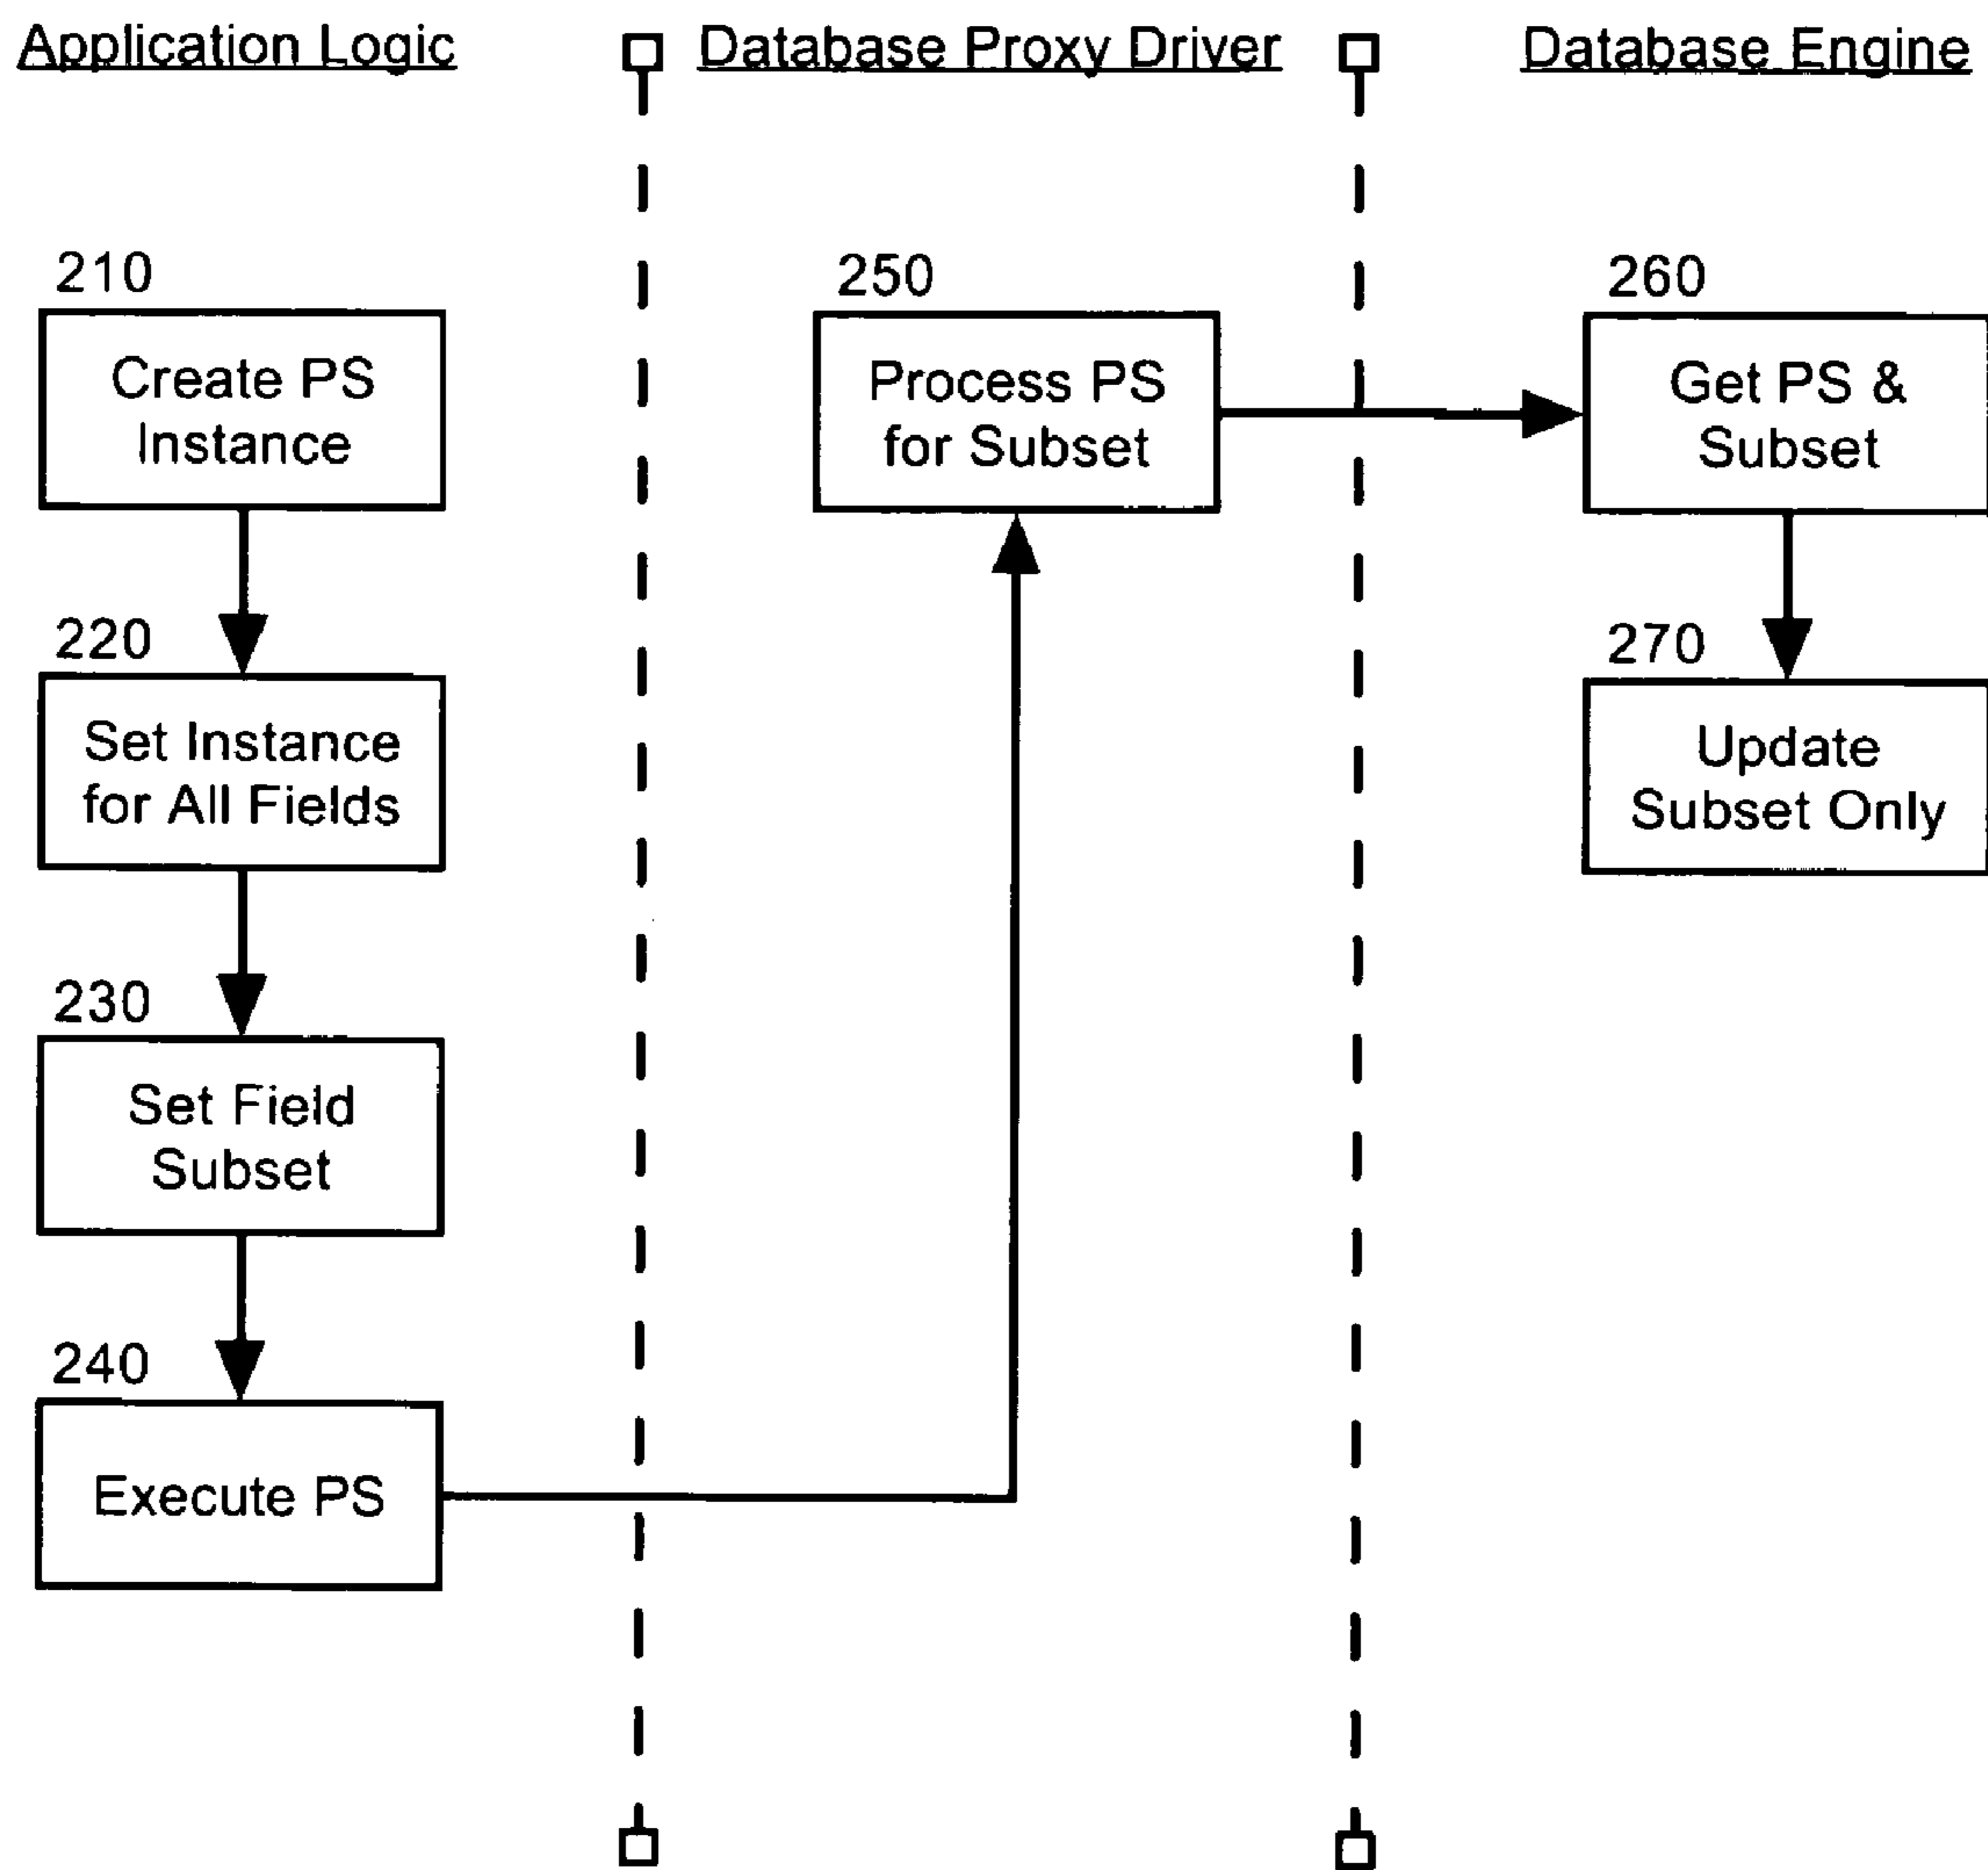 Application Logic
Database Proxy Driver
Database Engine
210
Create PS
Instance
220
Set Instance
for All Fields
230
Set Field
Subset
240
Execute PS
250
Process PS
for Subset
260
Get PS &
Subset
270
Update
Subset Only